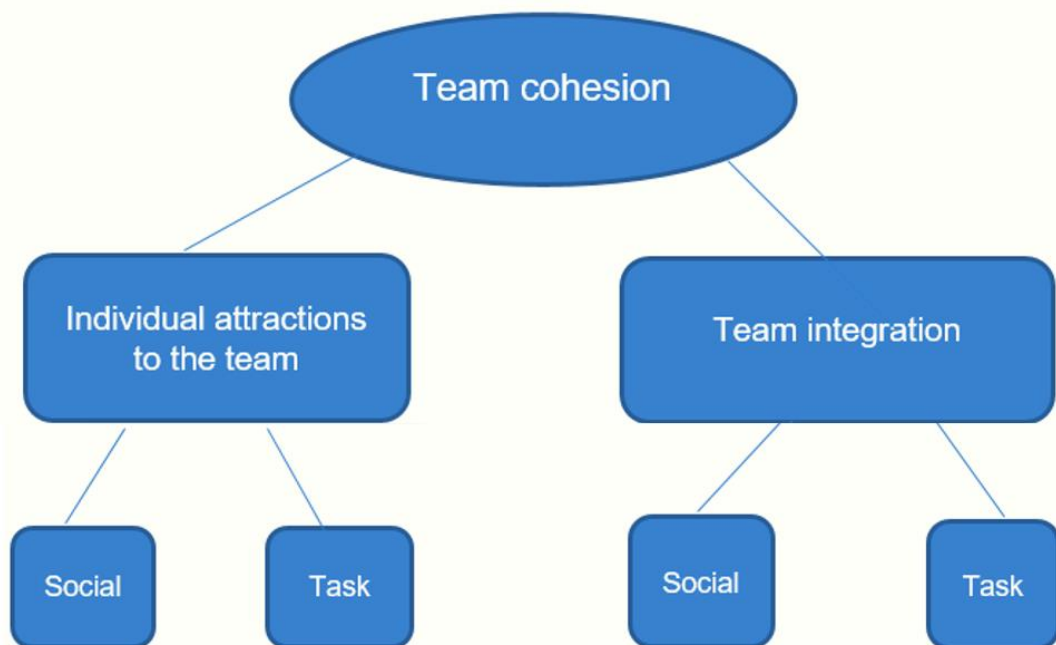 Team cohesion
Individual attractions
to the team
Team integration
Social
Task
Social
Task